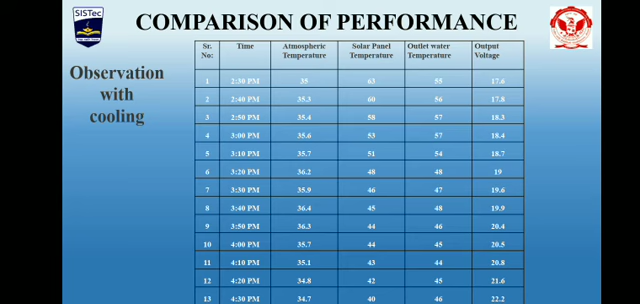 SISTec
COMPARISON OF PERFORMANCE
Observation
with
cooling
Sr. No: Time Atmospheric Temperature Solar Panel Temperature Outlet water Temperature Output Voltage
1 2:30 PM 35 63 55 17.6
2 2:40 PM 35.3 60 56 17.8
3 2:50 PM 35.4 58 57 18.3
4 3:00 PM 35.6 53 57 18.4
5 3:10 PM 35.7 51 54 18.7
6 3:20 PM 36.2 48 48 19
7 3:30 PM 35.9 46 47 19.6
8 3:40 PM 36.4 45 48 19.9
9 3:50 PM 36.3 44 46 20.4
10 4:00 PM 35.7 44 45 20.5
11 4:10 PM 35.1 43 44 20.8
12 4:20 PM 34.8 42 45 21.6
13 4:30 PM 34.7 40 46 22.2